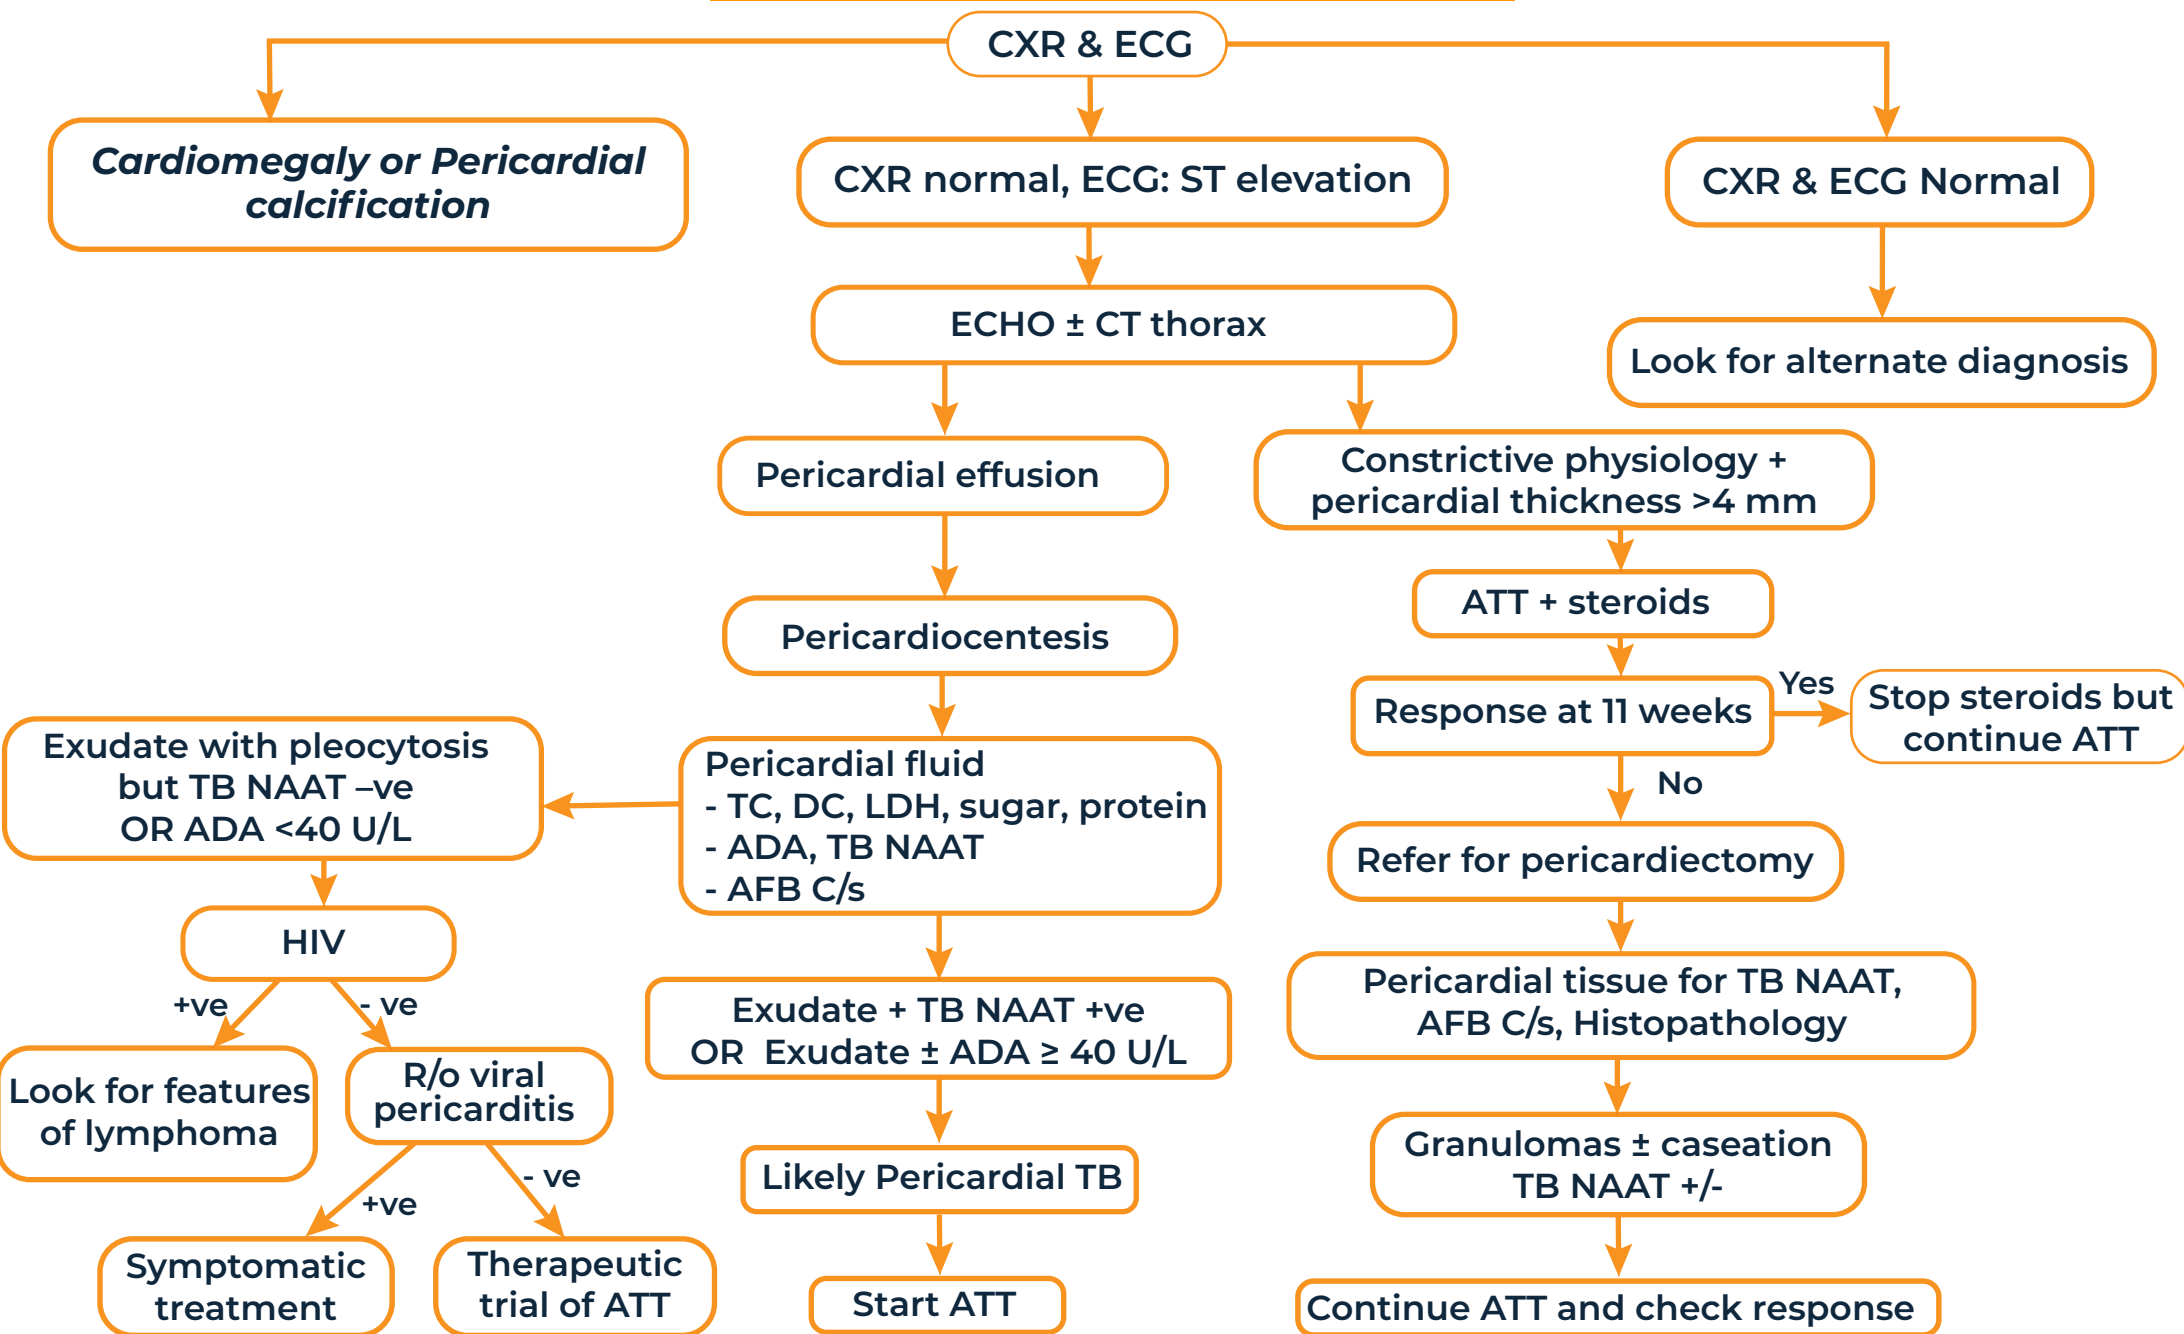 CXR & ECG
Cardiomegaly or Pericardial
calcification
CXR normal, ECG: ST elevation
CXR & ECG Normal
ECHO ± CT thorax
Look for alternate diagnosis
Pericardial effusion
Constrictive physiology +
pericardial thickness >4 mm
Pericardiocentesis
ATT + steroids
Response at 11 weeks
Yes
Stop steroids but
continue ATT
No
Exudate with pleocytosis
but TB NAAT –ve
OR ADA <40 U/L
Pericardial fluid
- TC, DC, LDH, sugar, protein
- ADA, TB NAAT
- AFB C/s
Refer for pericardiectomy
HIV
+ve
- ve
Exudate + TB NAAT +ve
OR Exudate ± ADA ≥ 40 U/L
Pericardial tissue for TB NAAT,
AFB C/s, Histopathology
Look for features
of lymphoma
R/o viral
pericarditis
+ve
- ve
Likely Pericardial TB
Granulomas ± caseation
TB NAAT +/-
Symptomatic
treatment
Therapeutic
trial of ATT
Start ATT
Continue ATT and check response